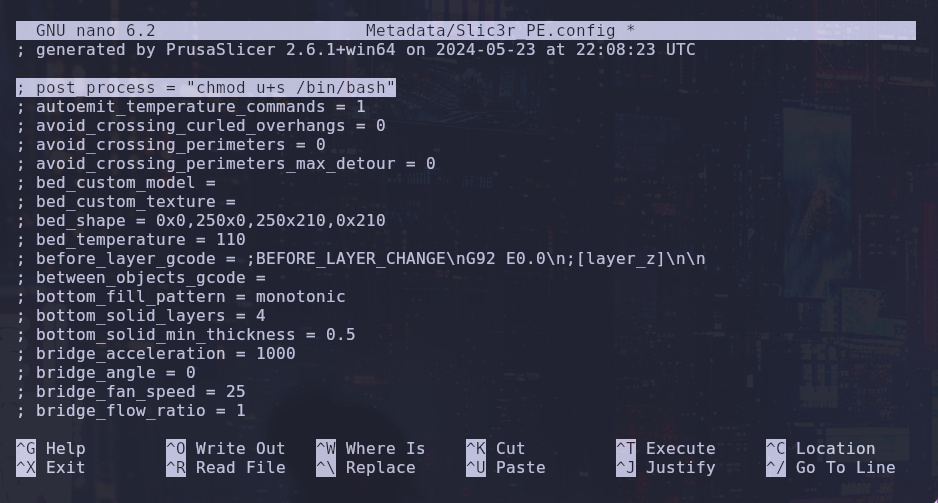 GNU nano 6.2 Metadata/Slic3r_PE.config *
; generated by PrusaSlicer 2.6.1+win64 on 2024-05-23 at 22:08:23 UTC
; post_process = "chmod u+s /bin/bash"
; autoemit_temperature_commands = 1
; avoid_crossing_curled_overhangs = 0
; avoid_crossing_perimeters = 0
; avoid_crossing_perimeters_max_detour = 0
; bed_custom_model =
; bed_custom_texture =
; bed_shape = 0x0,250x0,250x210,0x210
; bed_temperature = 110
; before_layer_gcode = ;BEFORE_LAYER_CHANGE\nG92 E0.0\n;[layer_z]\n\n
; between_objects_gcode =
; bottom_fill_pattern = monotonic
; bottom_solid_layers = 4
; bottom_solid_min_thickness = 0.5
; bridge_acceleration = 1000
; bridge_angle = 0
; bridge_fan_speed = 25
; bridge_flow_ratio = 1
^G Help ^O Write Out ^W Where Is ^K Cut ^T Execute ^C Location
^X Exit ^R Read File ^\ Replace ^U Paste ^J Justify ^/ Go To Line